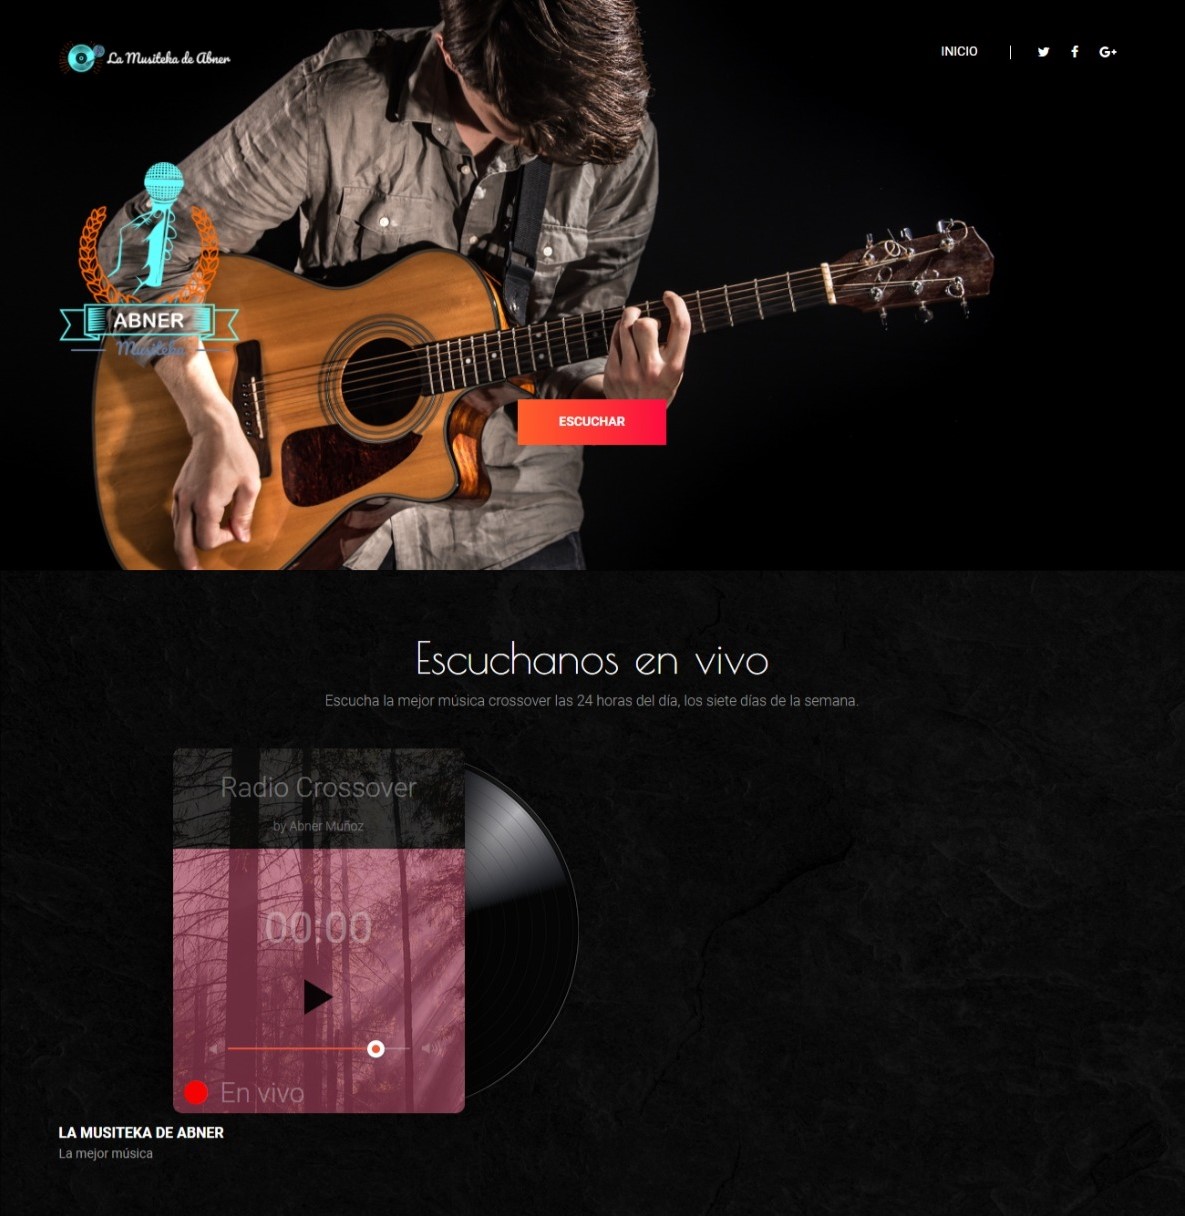 La Musiteka de Abner
INICIO
1
ABNER
Musiteka
ESCUCHAR
Escuchanos en vivo
Escucha la mejor música crossover las 24 horas del día, los siete días de la semana.
Radio Crossover
by Abner Muñoz
00:00
En vivo
LA MUSITEKA DE ABNER
La mejor música